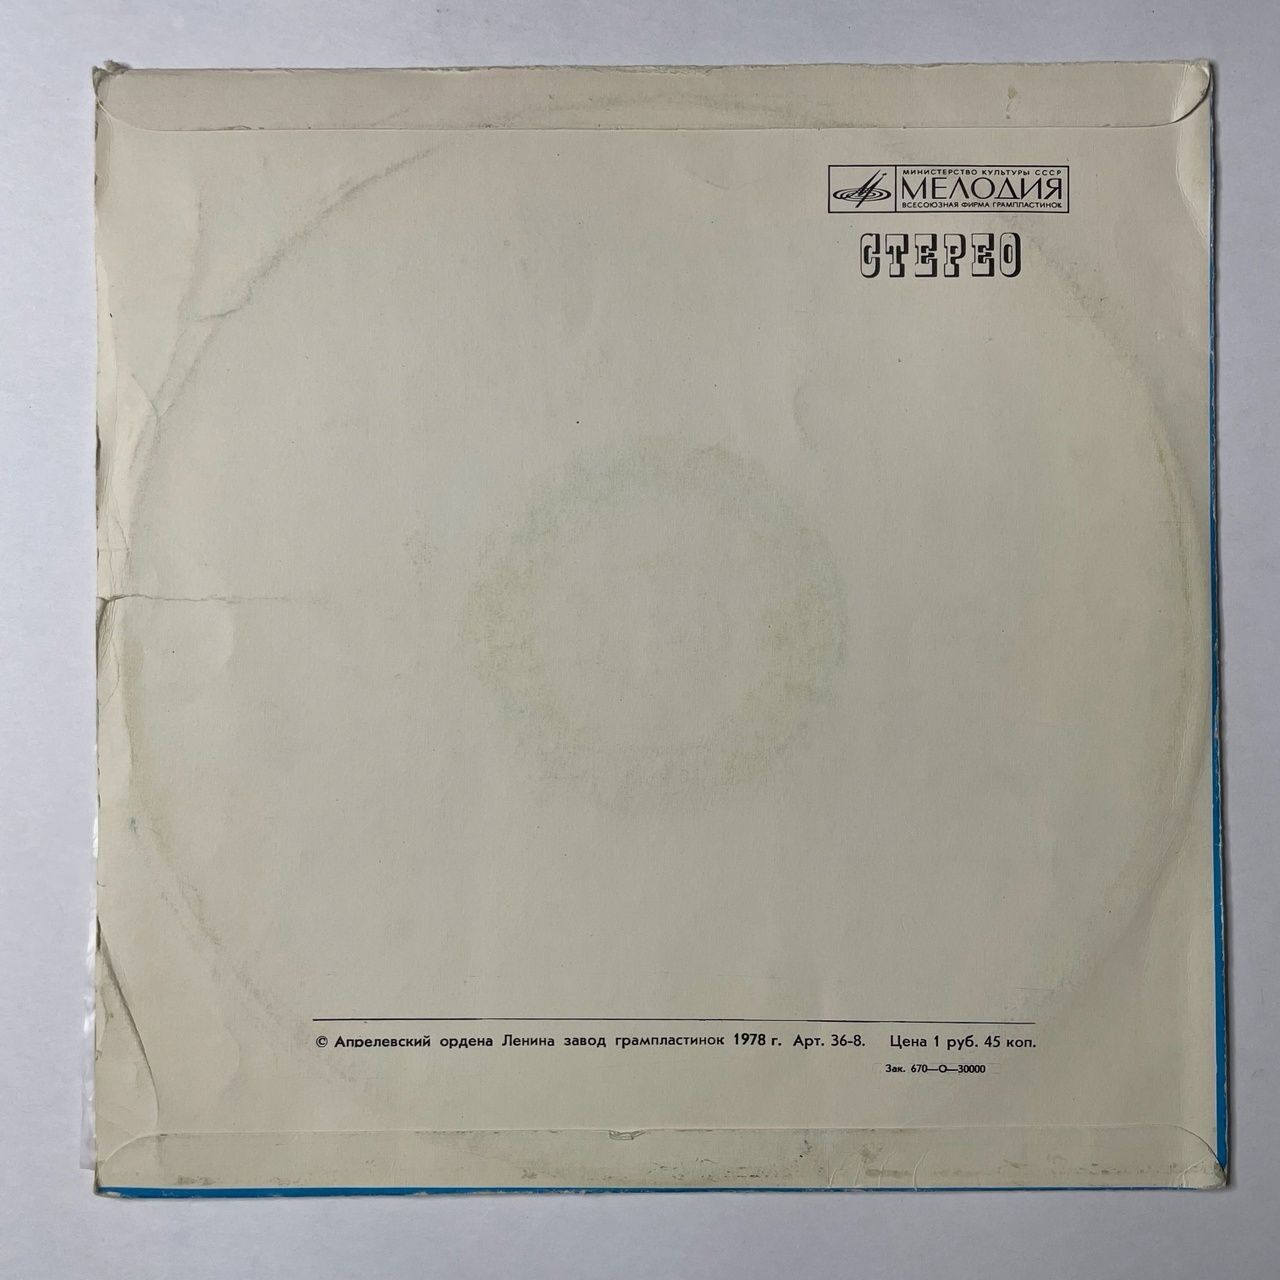 МИНИСТЕРСТВО КУЛЬТУРЫ СССР
МЕЛОДИЯ
ВСЕСОЮЗНАЯ ФИРМА ГРАМПЛАСТИНОК
СТЕРЕО
© Апрелевский ордена Ленина завод грампластинок 1978 г. Арт. 36-8. Цена 1 руб. 45 коп.
Зак. 670—О—30000